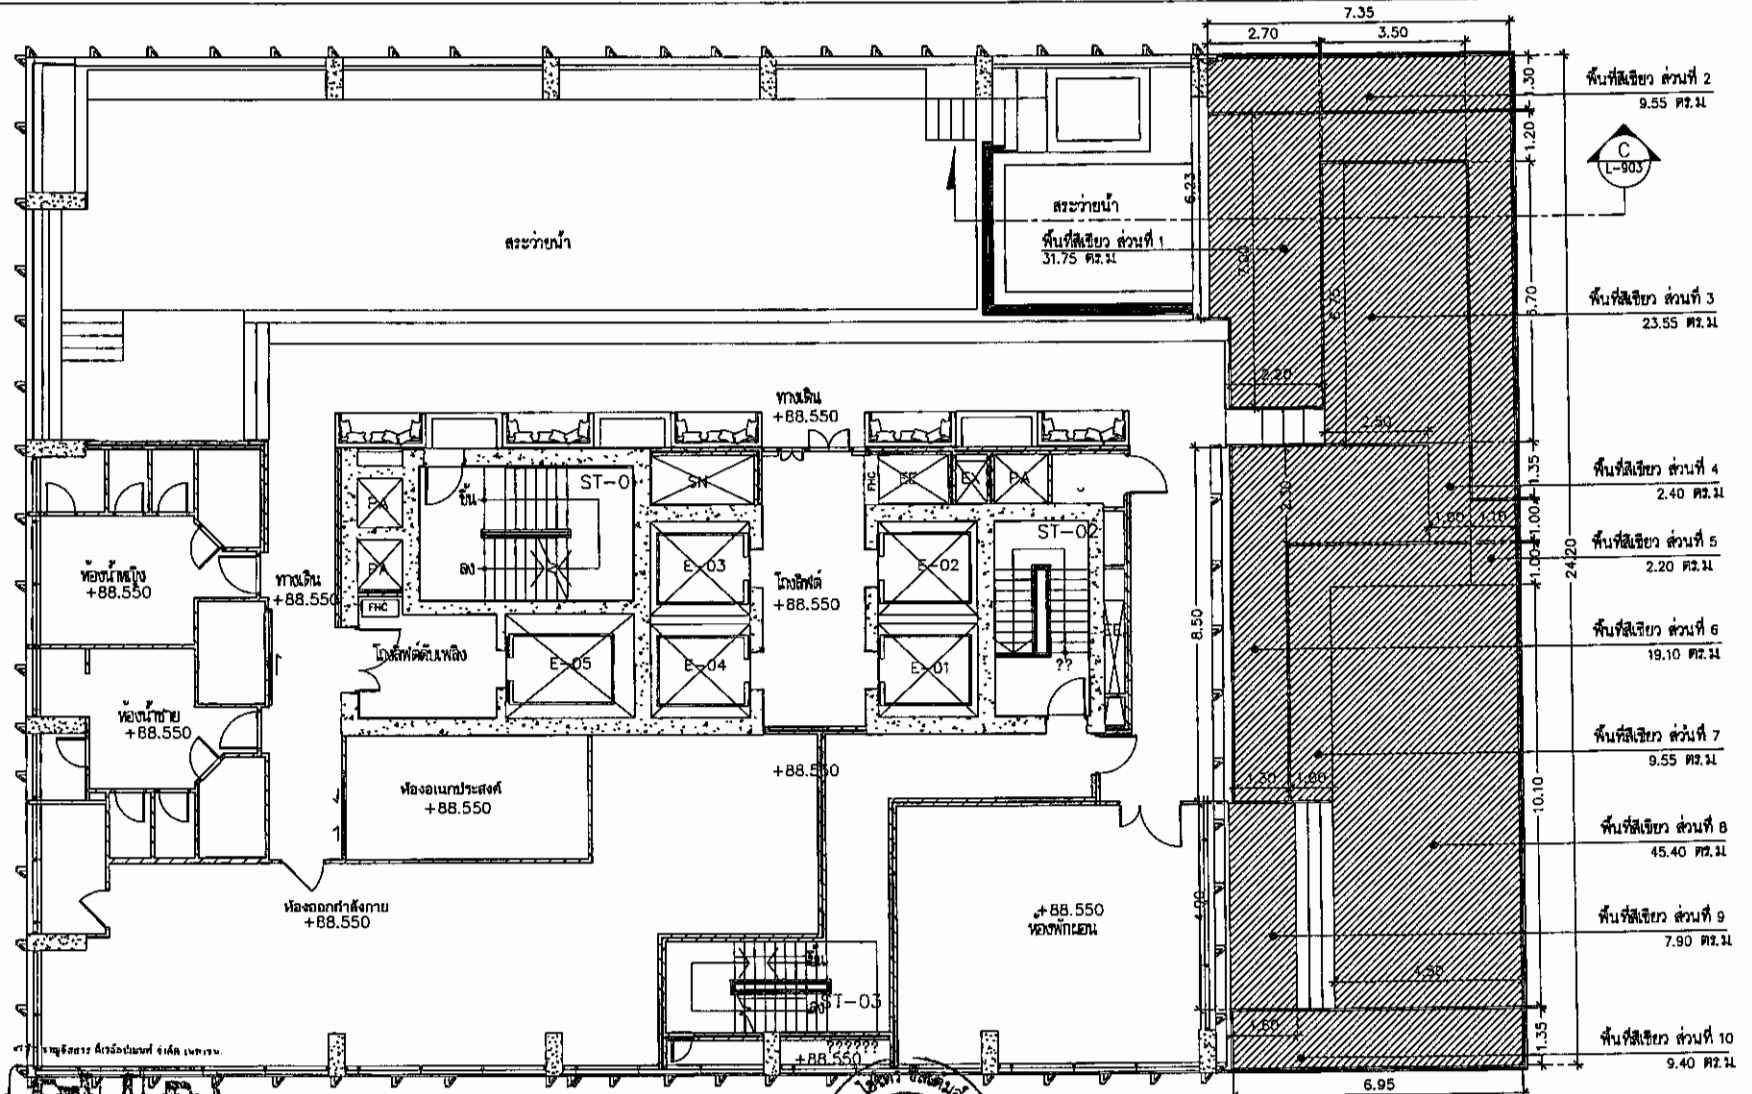 7.35
2.70
3.50
1.30
พื้นที่สีเขียว ส่วนที่ 2
9.55 ตร.ม
1.20
C
L-903
6.23
สระว่ายน้ำ
สระว่ายน้ำ
พื้นที่สีเขียว ส่วนที่ 1
31.75 ตร.ม
พื้นที่สีเขียว ส่วนที่ 3
23.55 ตร.ม
2.20
ทางเดิน
+88.550
2.50
1.35
พื้นที่สีเขียว ส่วนที่ 4
2.40 ตร.ม
ST-0
ขึ้น
PA
SN
FHC
EE
EX
PA
1.00
1.10
ST-02
พื้นที่สีเขียว ส่วนที่ 5
2.20 ตร.ม
1.00
24.20
ห้องน้ำหญิง
+88.550
ทางเดิน
+88.550
PA
ลง
E-03
โถงลิฟต์
+88.550
E-02
FHC
8.50
พื้นที่สีเขียว ส่วนที่ 6
19.10 ตร.ม
โถงลิฟต์ดับเพลิง
E-05
E-04
E-01
??
EE
ห้องน้ำชาย
+88.550
พื้นที่สีเขียว ส่วนที่ 7
9.55 ตร.ม
+88.550
1.30
1.00
ห้องอเนกประสงค์
+88.550
10.10
พื้นที่สีเขียว ส่วนที่ 8
45.40 ตร.ม
ห้องออกกำลังกาย
+88.550
+88.550
ห้องพักผ่อน
พื้นที่สีเขียว ส่วนที่ 9
7.90 ตร.ม
4.50
ST-03
ลง
1.35
พื้นที่สีเขียว ส่วนที่ 10
9.40 ตร.ม
??????
+88.550
6.95